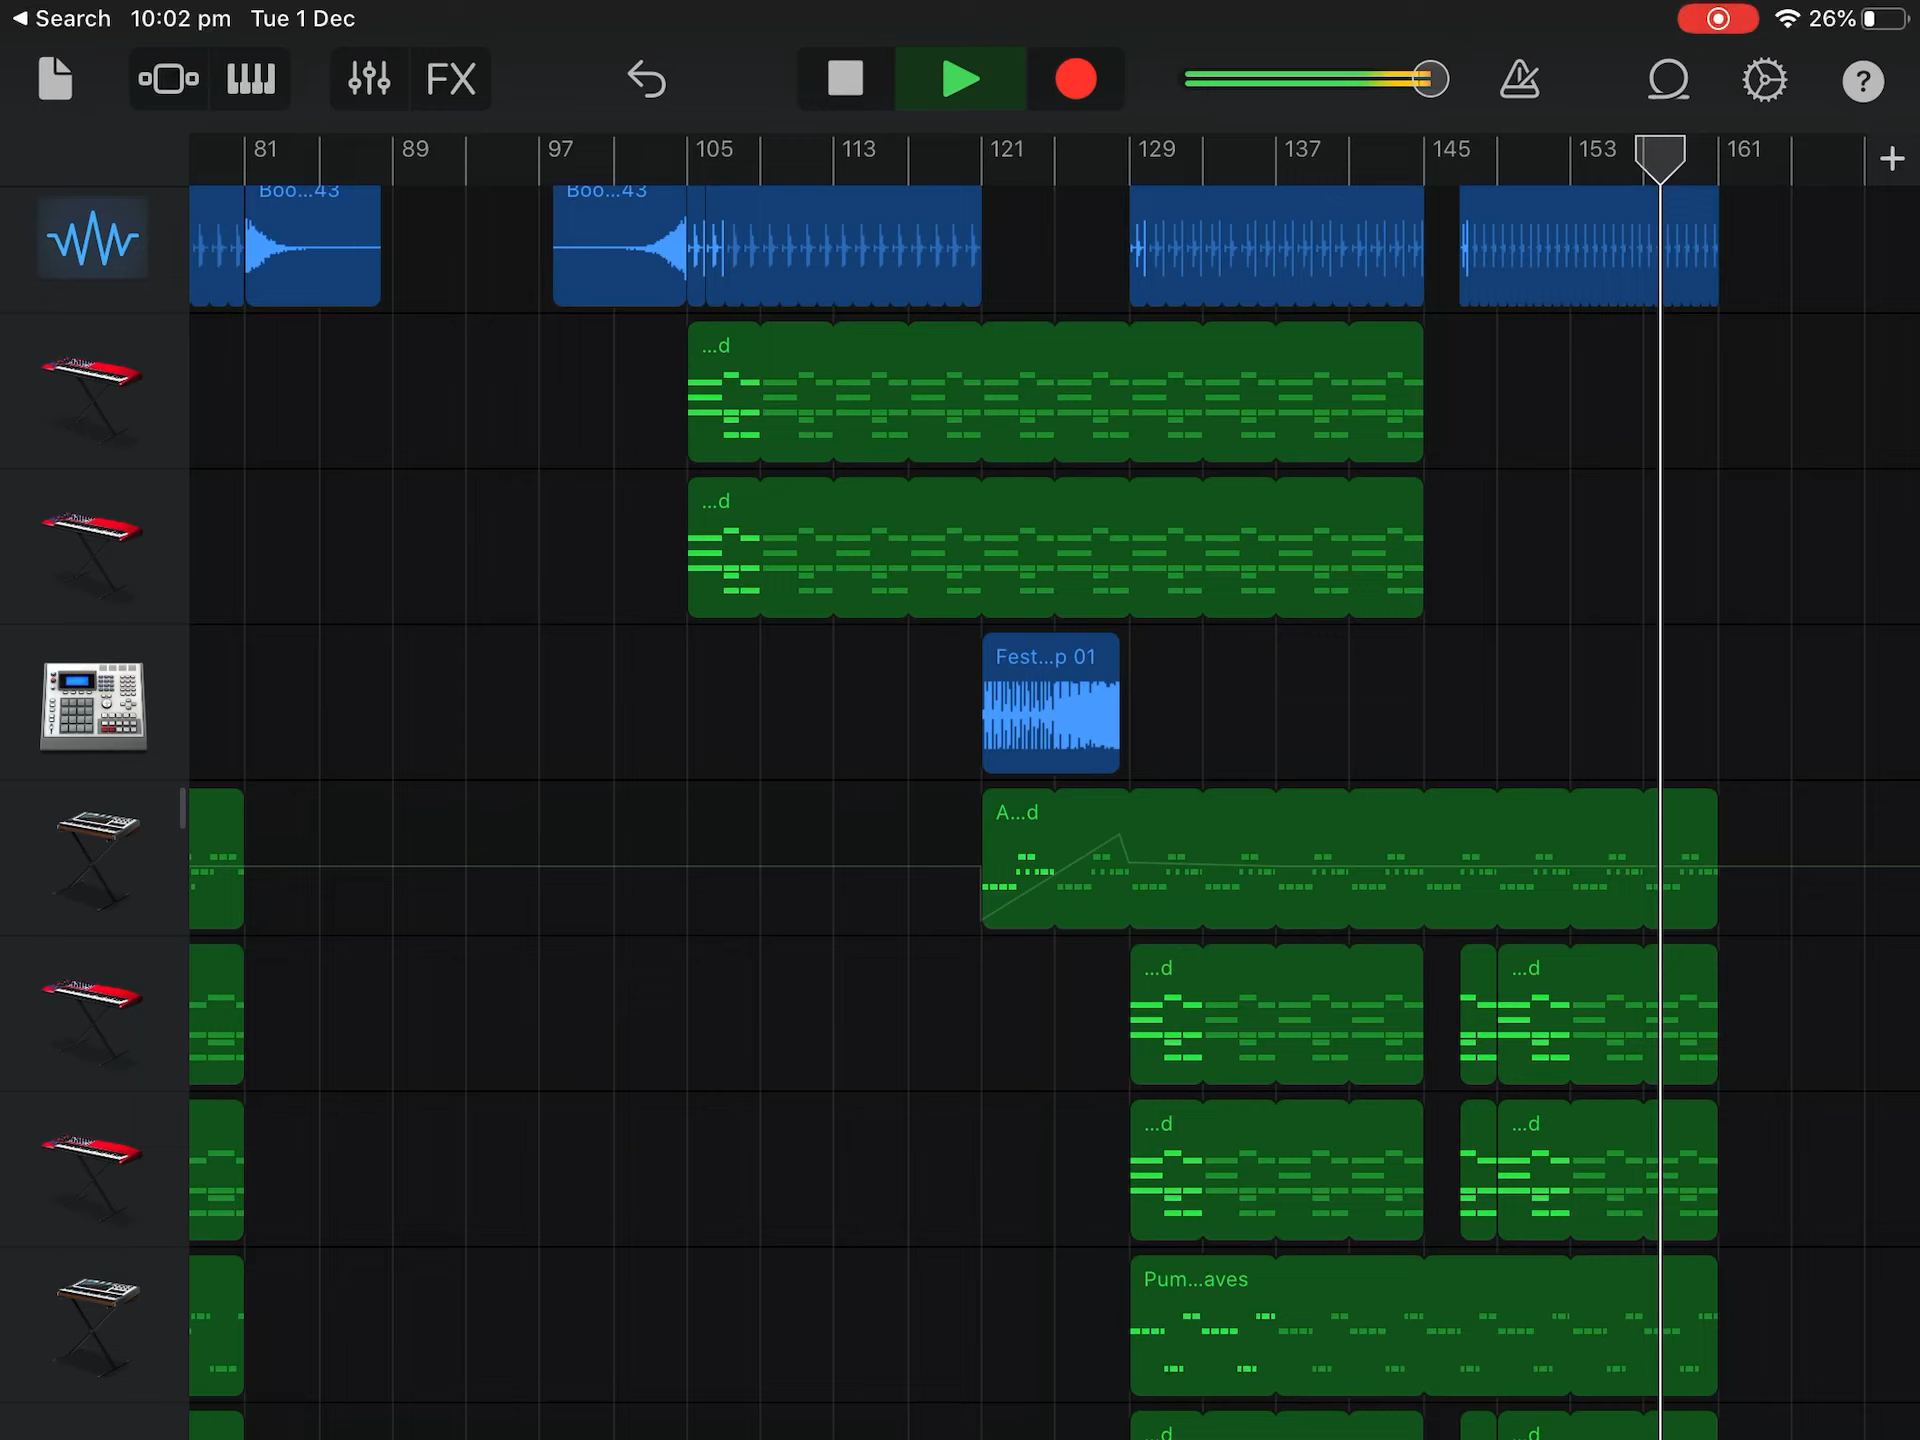 Search 10:02 pm Tue 1 Dec 26%
FX ?
81 89 97 105 113 121 129 137 145 153 161 +
Boo...43 Boo...43
...d
...d
Fest...p 01
A...d
...d ...d
...d ...d
Pum...aves
...d ...d